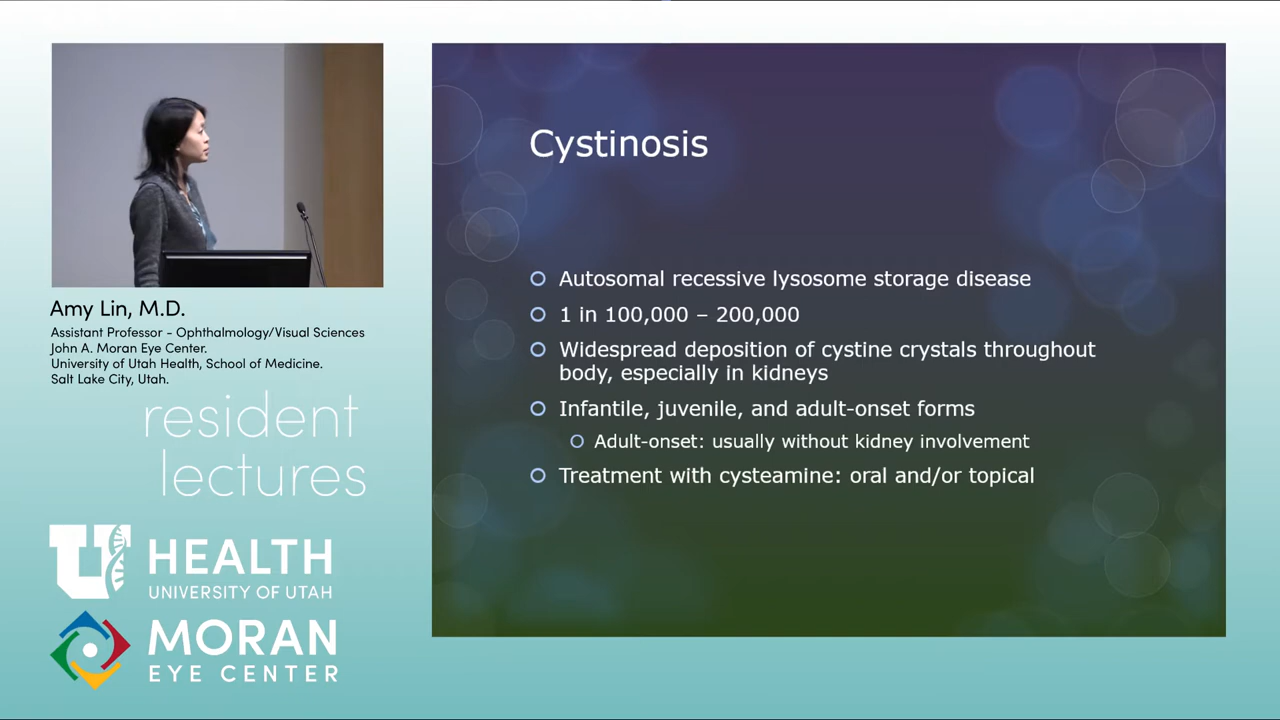 Amy Lin, M.D.
Assistant Professor - Ophthalmology/Visual Sciences
John A. Moran Eye Center.
University of Utah Health, School of Medicine.
Salt Lake City, Utah.
resident
lectures
U HEALTH
UNIVERSITY OF UTAH
MORAN
EYE CENTER
Cystinosis
Autosomal recessive lysosome storage disease
1 in 100,000 – 200,000
Widespread deposition of cystine crystals throughout
body, especially in kidneys
Infantile, juvenile, and adult-onset forms
Adult-onset: usually without kidney involvement
Treatment with cysteamine: oral and/or topical